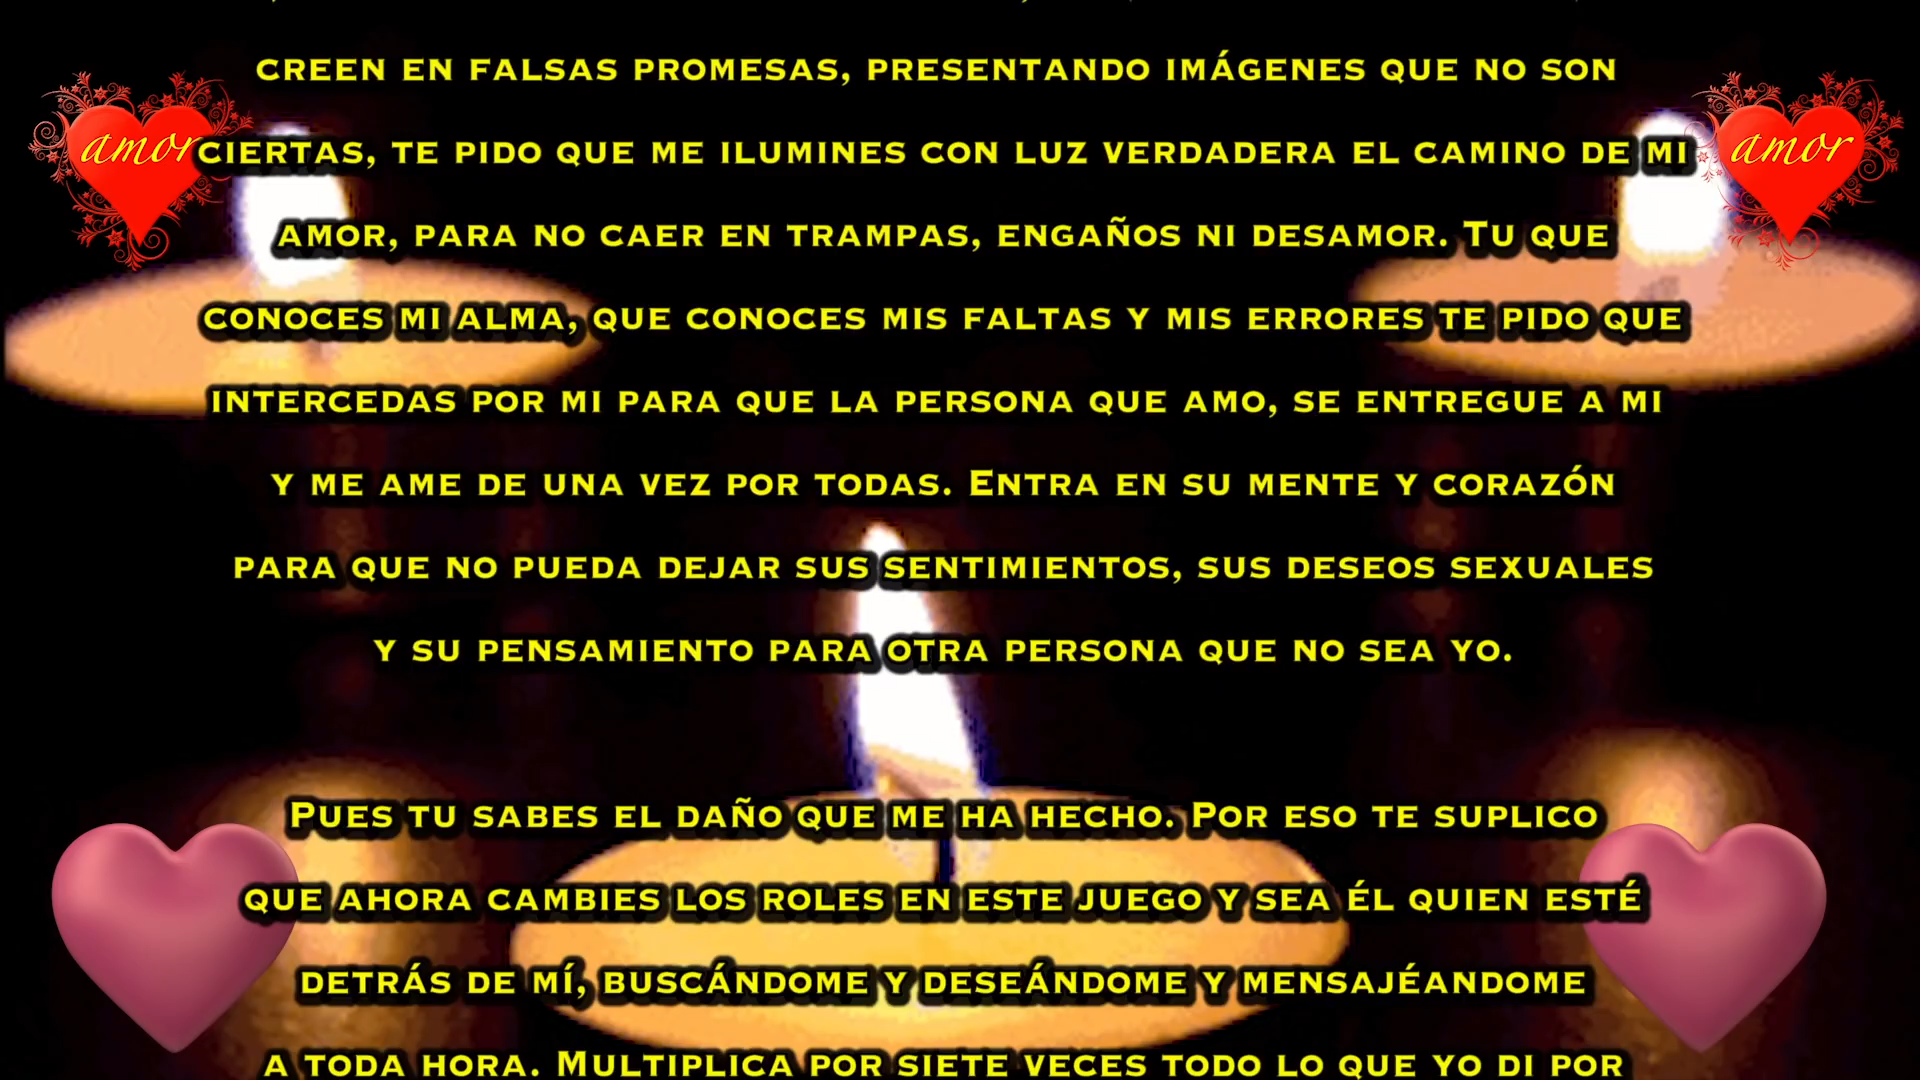 CREEN EN FALSAS PROMESAS, PRESENTANDO IMÁGENES QUE NO SON
amor
amor
CIERTAS, TE PIDO QUE ME ILUMINES CON LUZ VERDADERA EL CAMINO DE MI
AMOR, PARA NO CAER EN TRAMPAS, ENGAÑOS NI DESAMOR. TU QUE
CONOCES MI ALMA, QUE CONOCES MIS FALTAS Y MIS ERRORES TE PIDO QUE
INTERCEDAS POR MI PARA QUE LA PERSONA QUE AMO, SE ENTREGUE A MI
Y ME AME DE UNA VEZ POR TODAS. ENTRA EN SU MENTE Y CORAZÓN
PARA QUE NO PUEDA DEJAR SUS SENTIMIENTOS, SUS DESEOS SEXUALES
Y SU PENSAMIENTO PARA OTRA PERSONA QUE NO SEA YO.
PUES TU SABES EL DAÑO QUE ME HA HECHO. POR ESO TE SUPLICO
QUE AHORA CAMBIES LOS ROLES EN ESTE JUEGO Y SEA ÉL QUIEN ESTÉ
DETRÁS DE MÍ, BUSCÁNDOME Y DESEÁNDOME Y MENSAJÉANDOME
A TODA HORA. MULTIPLICA POR SIETE VECES TODO LO QUE YO DI POR